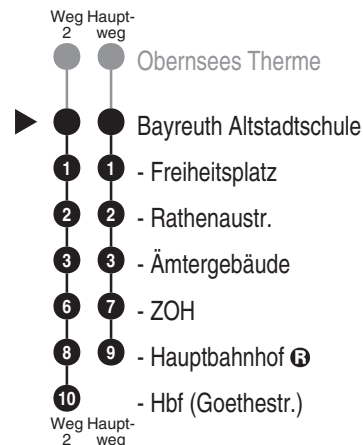 Weg Haupt-
2 weg
Obernsees Therme
Bayreuth Altstadtschule
1 1 - Freiheitsplatz
2 2 - Rathenaustr.
3 3 - Ämtergebäude
6 7 - ZOH
8 9 - Hauptbahnhof R
10 - Hbf (Goethestr.)
Weg Haupt-
2 weg